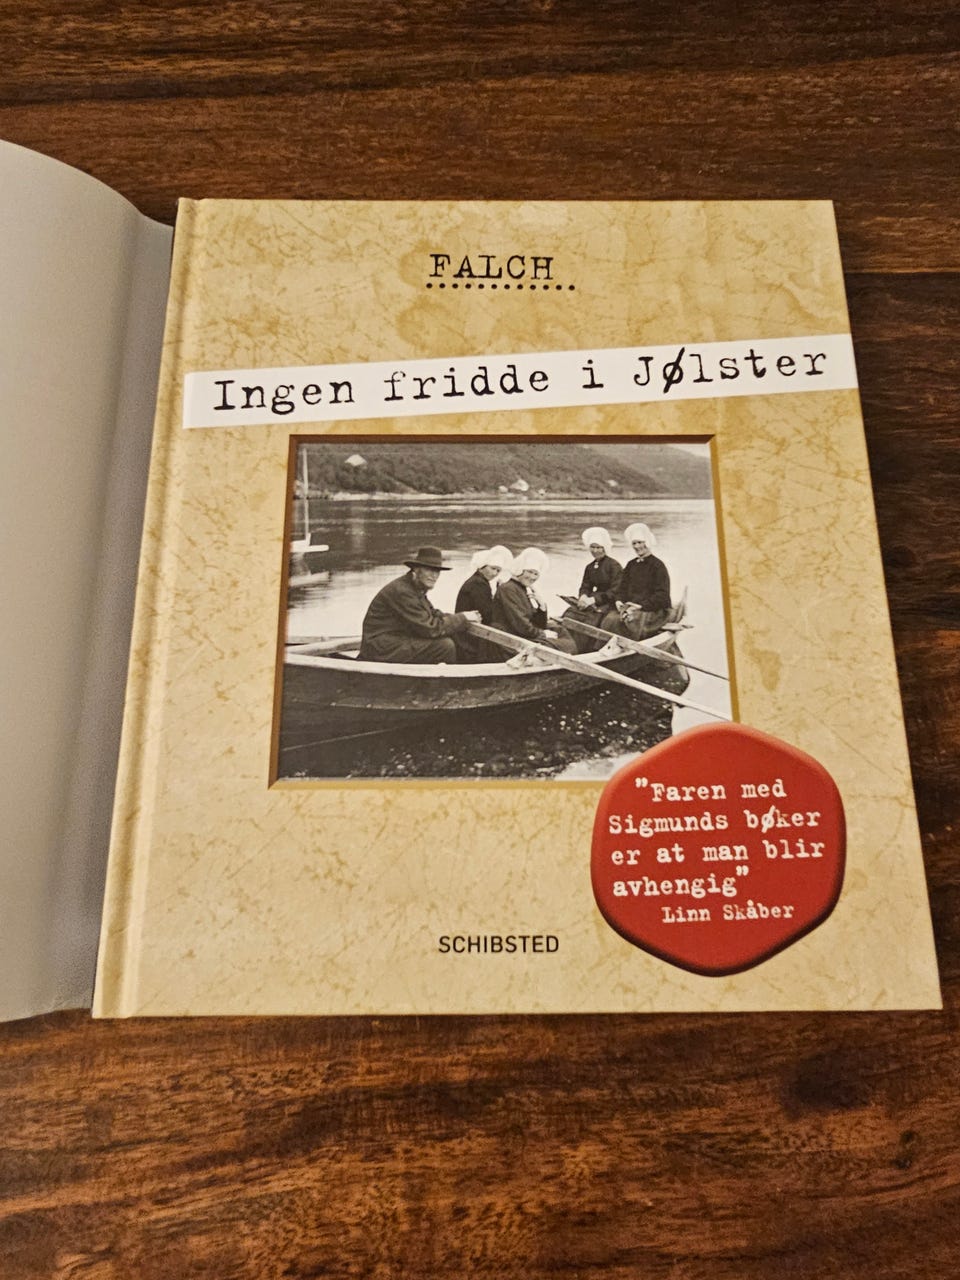 FALCH
Ingen fridde i Jølster
"Faren med
Sigmunds bøker
er at man blir
avhengig"
Linn Skåber
SCHIBSTED